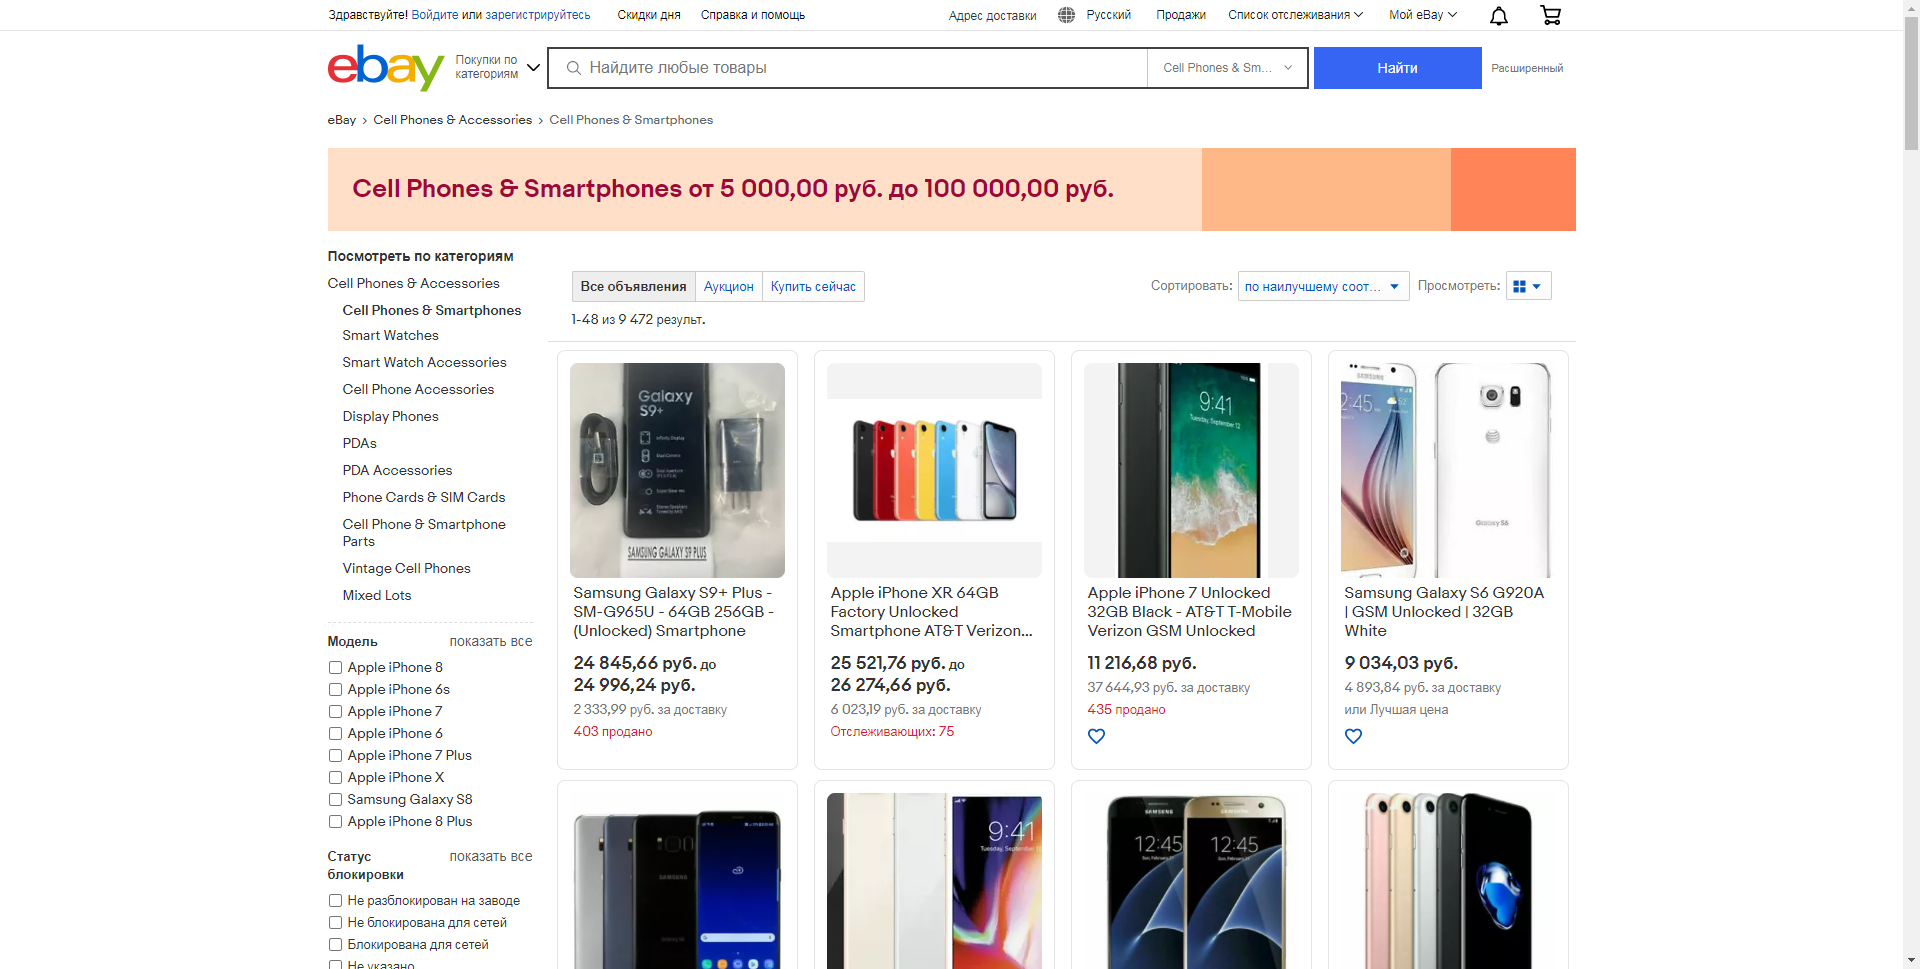 Здравствуйте! Войдите или зарегистрируйтесь
Скидки дня
Справка и помощь
Адрес доставки
Русский
Продажи
Список отслеживания
Мой eBay
ebay
Покупки по
категориям
Найдите любые товары
Cell Phones & Sm...
Найти
Расширенный
eBay > Cell Phones & Accessories > Cell Phones & Smartphones
Cell Phones & Smartphones от 5 000,00 руб. до 100 000,00 руб.
Посмотреть по категориям
Cell Phones & Accessories
Cell Phones & Smartphones
Smart Watches
Smart Watch Accessories
Cell Phone Accessories
Display Phones
PDAs
PDA Accessories
Phone Cards & SIM Cards
Cell Phone & Smartphone
Parts
Vintage Cell Phones
Mixed Lots
Модель
показать все
Apple iPhone 8
Apple iPhone 6s
Apple iPhone 7
Apple iPhone 6
Apple iPhone 7 Plus
Apple iPhone X
Samsung Galaxy S8
Apple iPhone 8 Plus
Статус
блокировки
показать все
Не разблокирован на заводе
Не блокирована для сетей
Блокирована для сетей
Не указано
Все объявления
Аукцион
Купить сейчас
Сортировать:
по наилучшему соот...
Просмотреть:
1-48 из 9 472 результ.
Galaxy
S9+
Infinity Display
Dual Camera
SAMSUNG GALAXY S9 PLUS
Samsung Galaxy S9+ Plus -
SM-G965U - 64GB 256GB -
(Unlocked) Smartphone
24 845,66 руб. до
24 996,24 руб.
2 333,99 руб. за доставку
403 продано
Apple iPhone XR 64GB
Factory Unlocked
Smartphone AT&T Verizon...
25 521,76 руб. до
26 274,66 руб.
6 023,19 руб. за доставку
Отслеживающих: 75
9:41
Tuesday, September 12
Apple iPhone 7 Unlocked
32GB Black - AT&T T-Mobile
Verizon GSM Unlocked
11 216,68 руб.
37 644,93 руб. за доставку
435 продано
SAMSUNG
2:45
Galaxy S6
Samsung Galaxy S6 G920A
| GSM Unlocked | 32GB
White
9 034,03 руб.
4 893,84 руб. за доставку
или Лучшая цена
SAMSUNG
9:41
Tuesday, September
SAMSUNG
12:45
SAMSUNG
12:45